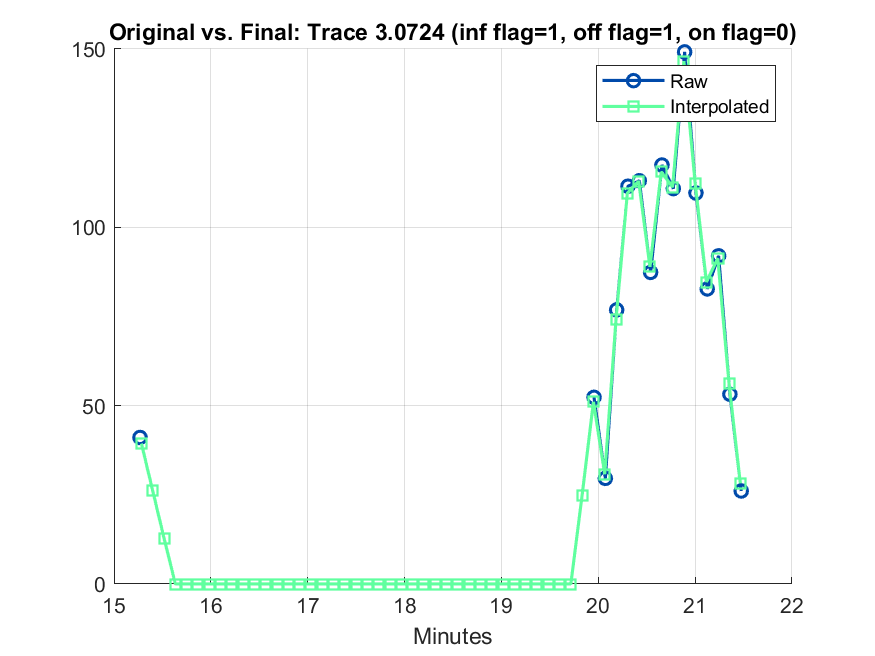 Original vs. Final: Trace 3.0724 (inf flag=1, off flag=1, on flag=0)
150
Raw
Interpolated
100
50
0
15 16 17 18 19 20 21 22
Minutes